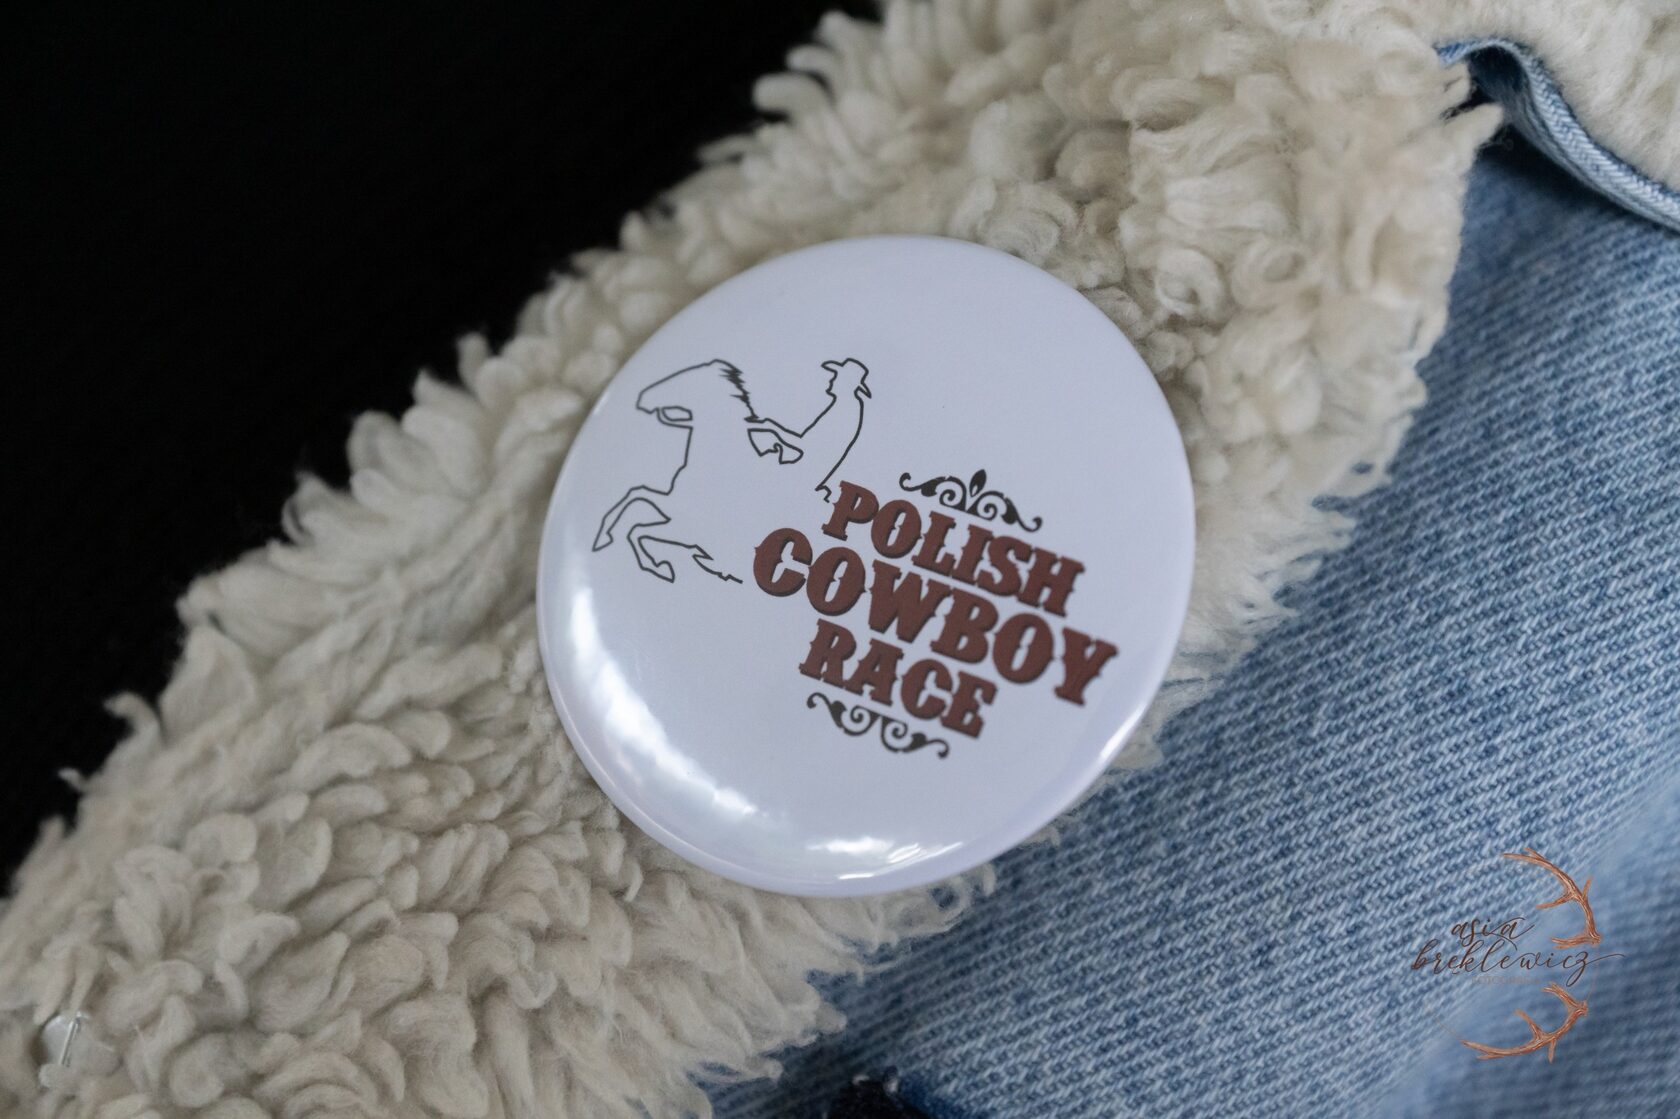 POLISH
COWBOY
RACE
asia
breklewicz